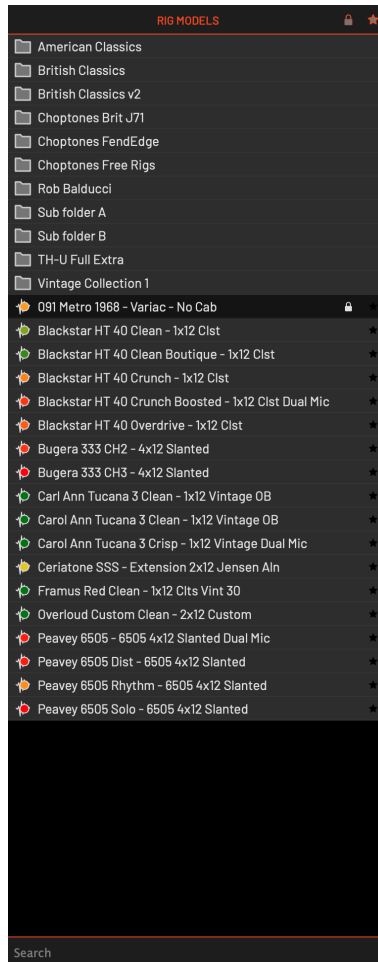 RIG MODELS
American Classics
British Classics
British Classics v2
Choptones Brit J71
Choptones FendEdge
Choptones Free Rigs
Rob Balducci
Sub folder A
Sub folder B
TH-U Full Extra
Vintage Collection 1
091 Metro 1968 - Variac - No Cab
Blackstar HT 40 Clean - 1x12 Clst
Blackstar HT 40 Clean Boutique - 1x12 Clst
Blackstar HT 40 Crunch - 1x12 Clst
Blackstar HT 40 Crunch Boosted - 1x12 Clst Dual Mic
Blackstar HT 40 Overdrive - 1x12 Clst
Bugera 333 CH2 - 4x12 Slanted
Bugera 333 CH3 - 4x12 Slanted
Carl Ann Tucana 3 Clean - 1x12 Vintage OB
Carol Ann Tucana 3 Clean - 1x12 Vintage OB
Carol Ann Tucana 3 Crisp - 1x12 Vintage Dual Mic
Ceriatone SSS - Extension 2x12 Jensen Aln
Framus Red Clean - 1x12 Clts Vint 30
Overloud Custom Clean - 2x12 Custom
Peavey 6505 - 6505 4x12 Slanted Dual Mic
Peavey 6505 Dist - 6505 4x12 Slanted
Peavey 6505 Rhythm - 6505 4x12 Slanted
Peavey 6505 Solo - 6505 4x12 Slanted
Search